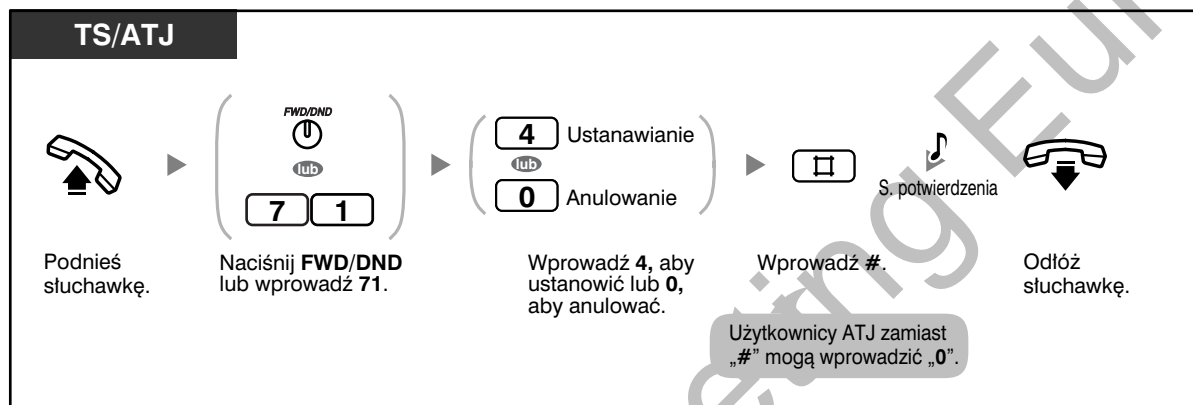 TS/ATJ
FWD/DND
lub
7 1
4 Ustanawianie
lub
0 Anulowanie
S. potwierdzenia
Podnieś
słuchawkę.
Naciśnij FWD/DND
lub wprowadź 71.
Wprowadź 4, aby
ustanowić lub 0,
aby anulować.
Wprowadź #.
Użytkownicy ATJ zamiast
„#” mogą wprowadzić „0”.
Odłóż
słuchawkę.